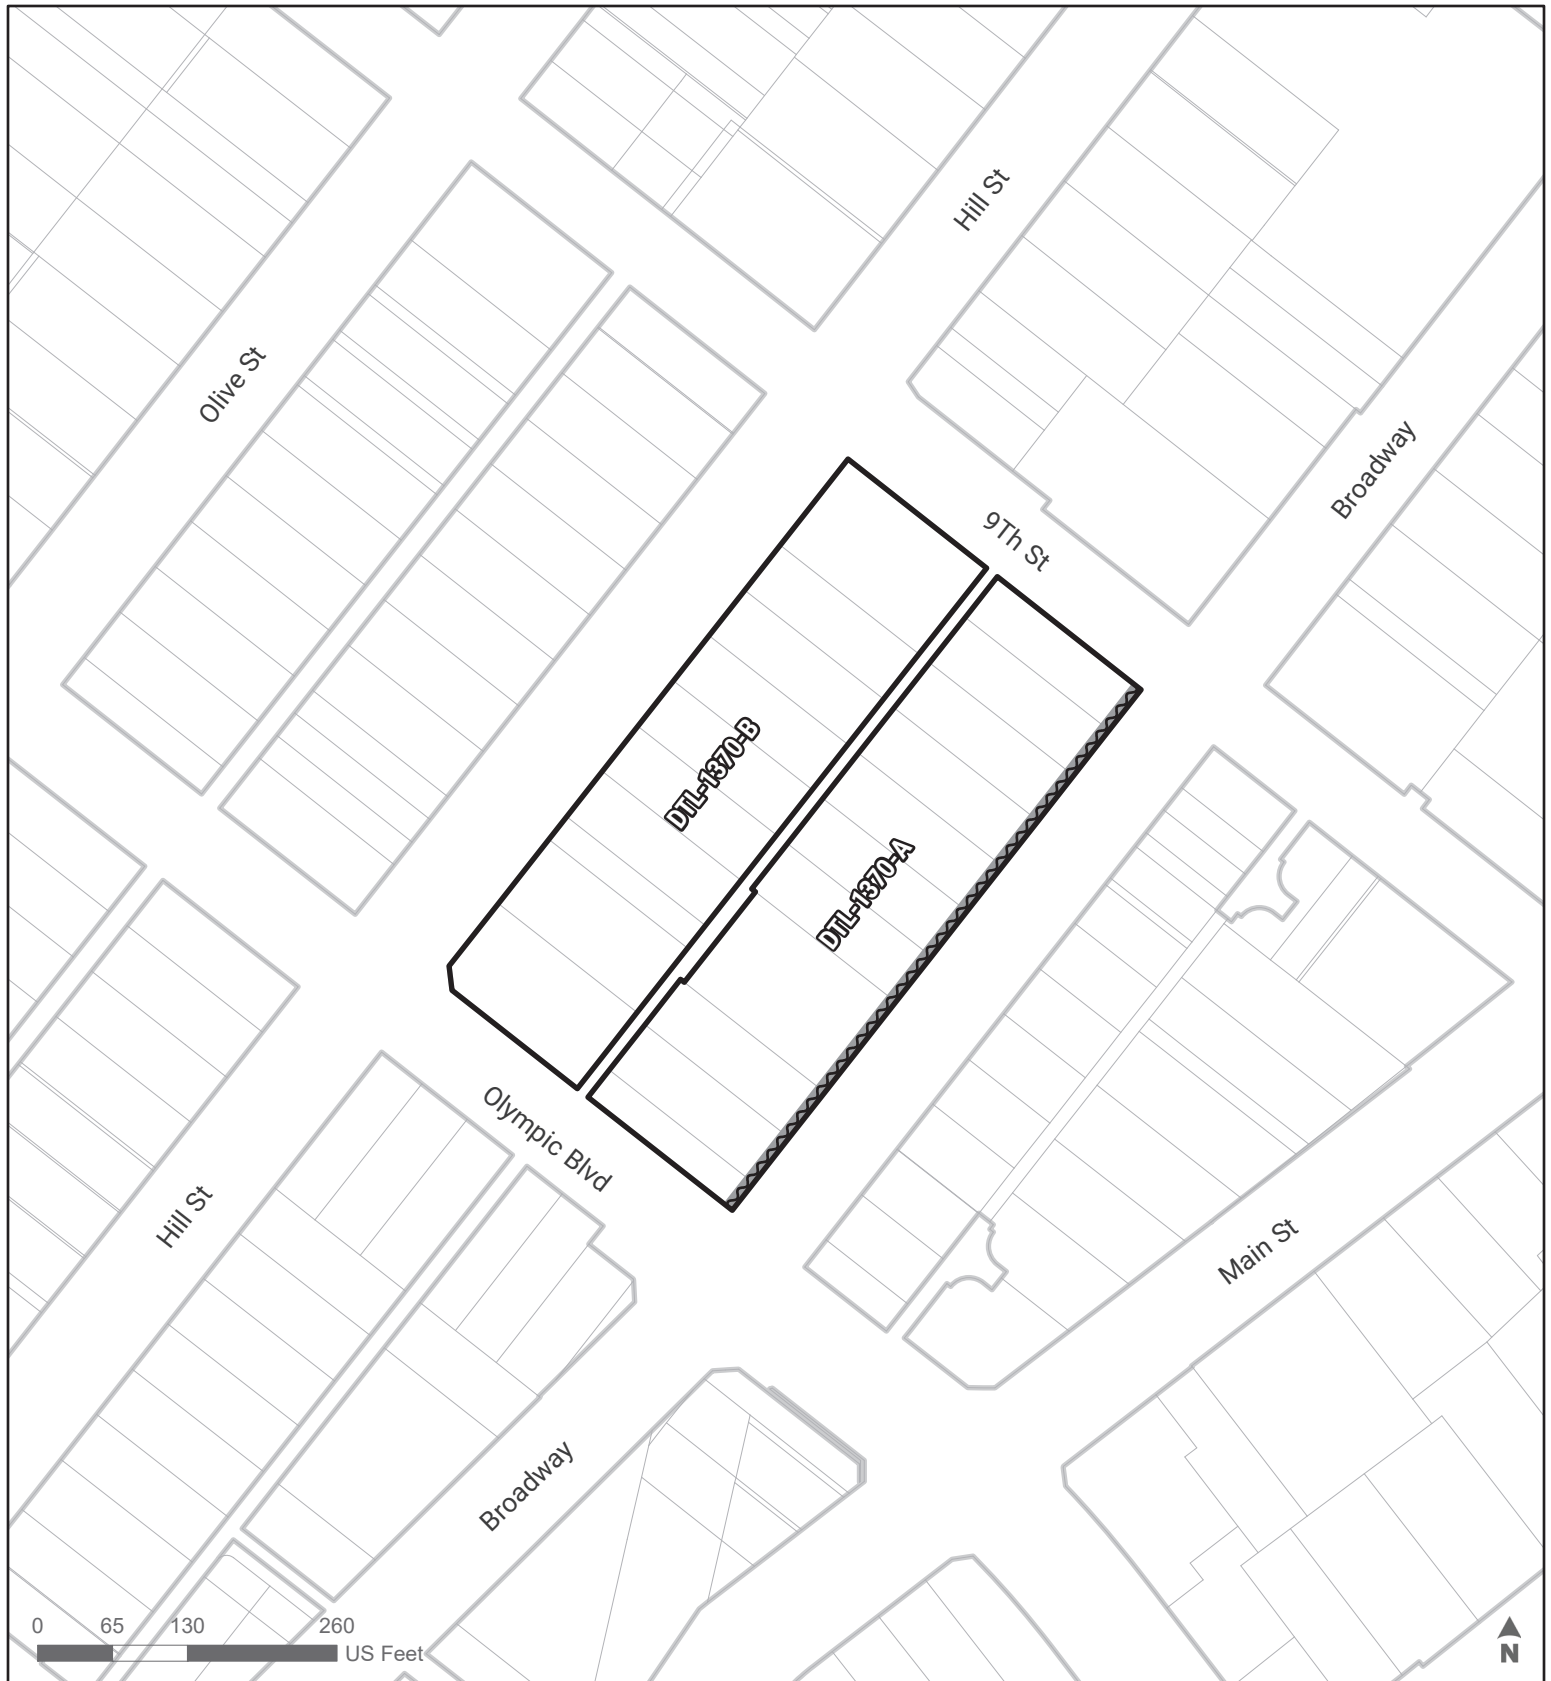 Hill St
Olive St
Broadway
9Th St
DTL-1370-B
DTL-1370-A
Olympic Blvd
Hill St
Main St
Broadway
0 65 130 260
US Feet
N